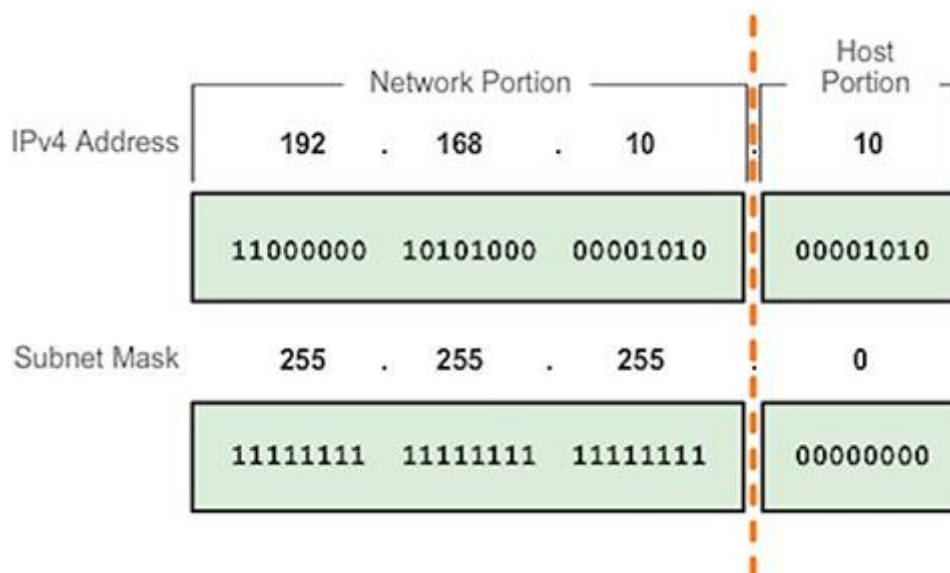 Host
Network Portion Portion
IPv4 Address 192 . 168 . 10 . 10
11000000 10101000 00001010 00001010
Subnet Mask 255 . 255 . 255 . 0
11111111 11111111 11111111 00000000